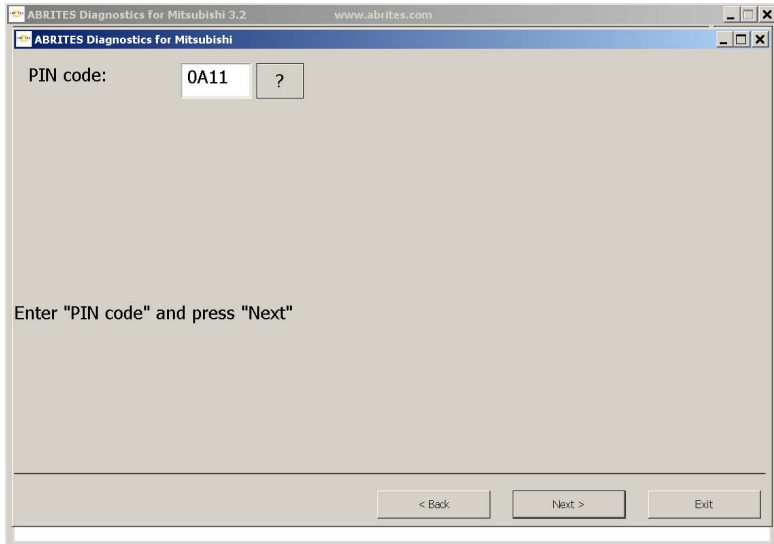 ABRITES Diagnostics for Mitsubishi 3.2 www.abrites.com
ABRITES Diagnostics for Mitsubishi
PIN code: 0A11 ?
Enter "PIN code" and press "Next"
< Back Next > Exit